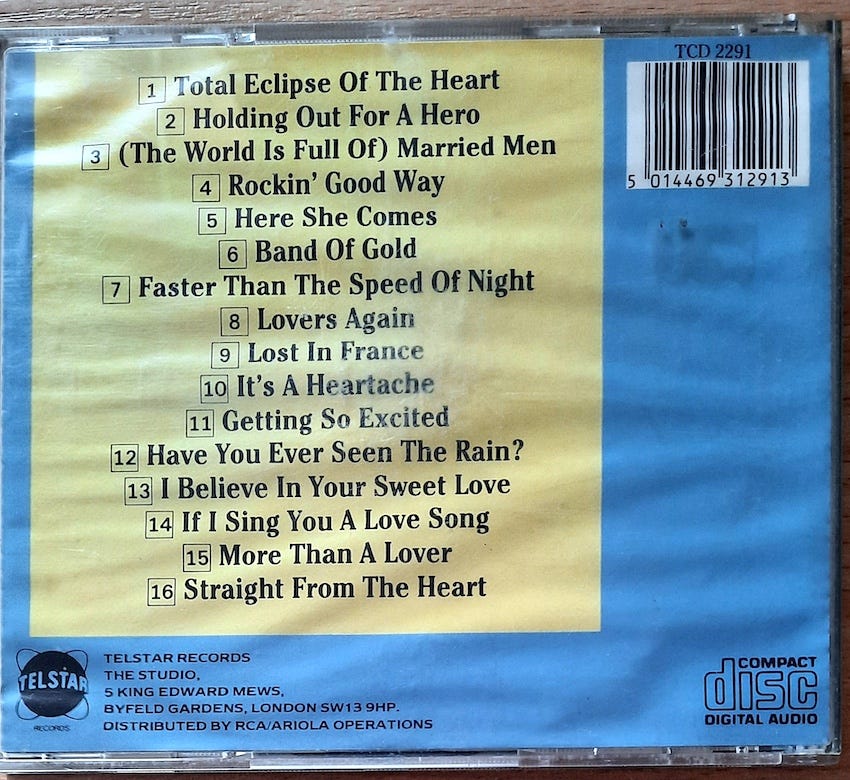 TCD 2291
5 014469 312913
1 Total Eclipse Of The Heart
2 Holding Out For A Hero
3 (The World Is Full Of) Married Men
4 Rockin' Good Way
5 Here She Comes
6 Band Of Gold
7 Faster Than The Speed Of Night
8 Lovers Again
9 Lost In France
10 It's A Heartache
11 Getting So Excited
12 Have You Ever Seen The Rain?
13 I Believe In Your Sweet Love
14 If I Sing You A Love Song
15 More Than A Lover
16 Straight From The Heart
TELSTAR
RECORDS
TELSTAR RECORDS
THE STUDIO,
5 KING EDWARD MEWS,
BYFELD GARDENS, LONDON SW13 9HP.
DISTRIBUTED BY RCA/ARIOLA OPERATIONS
COMPACT
disc
DIGITAL AUDIO